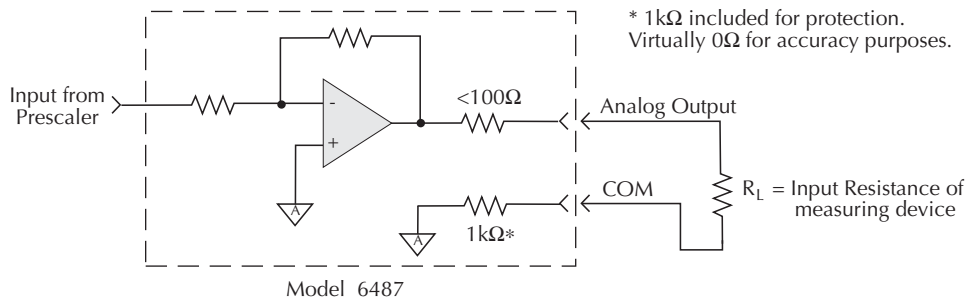 * 1kΩ included for protection.
Virtually 0Ω for accuracy purposes.
Input from
Prescaler
-
+
A
<100Ω
Analog Output
COM
A
1kΩ*
R_L = Input Resistance of
measuring device
Model 6487